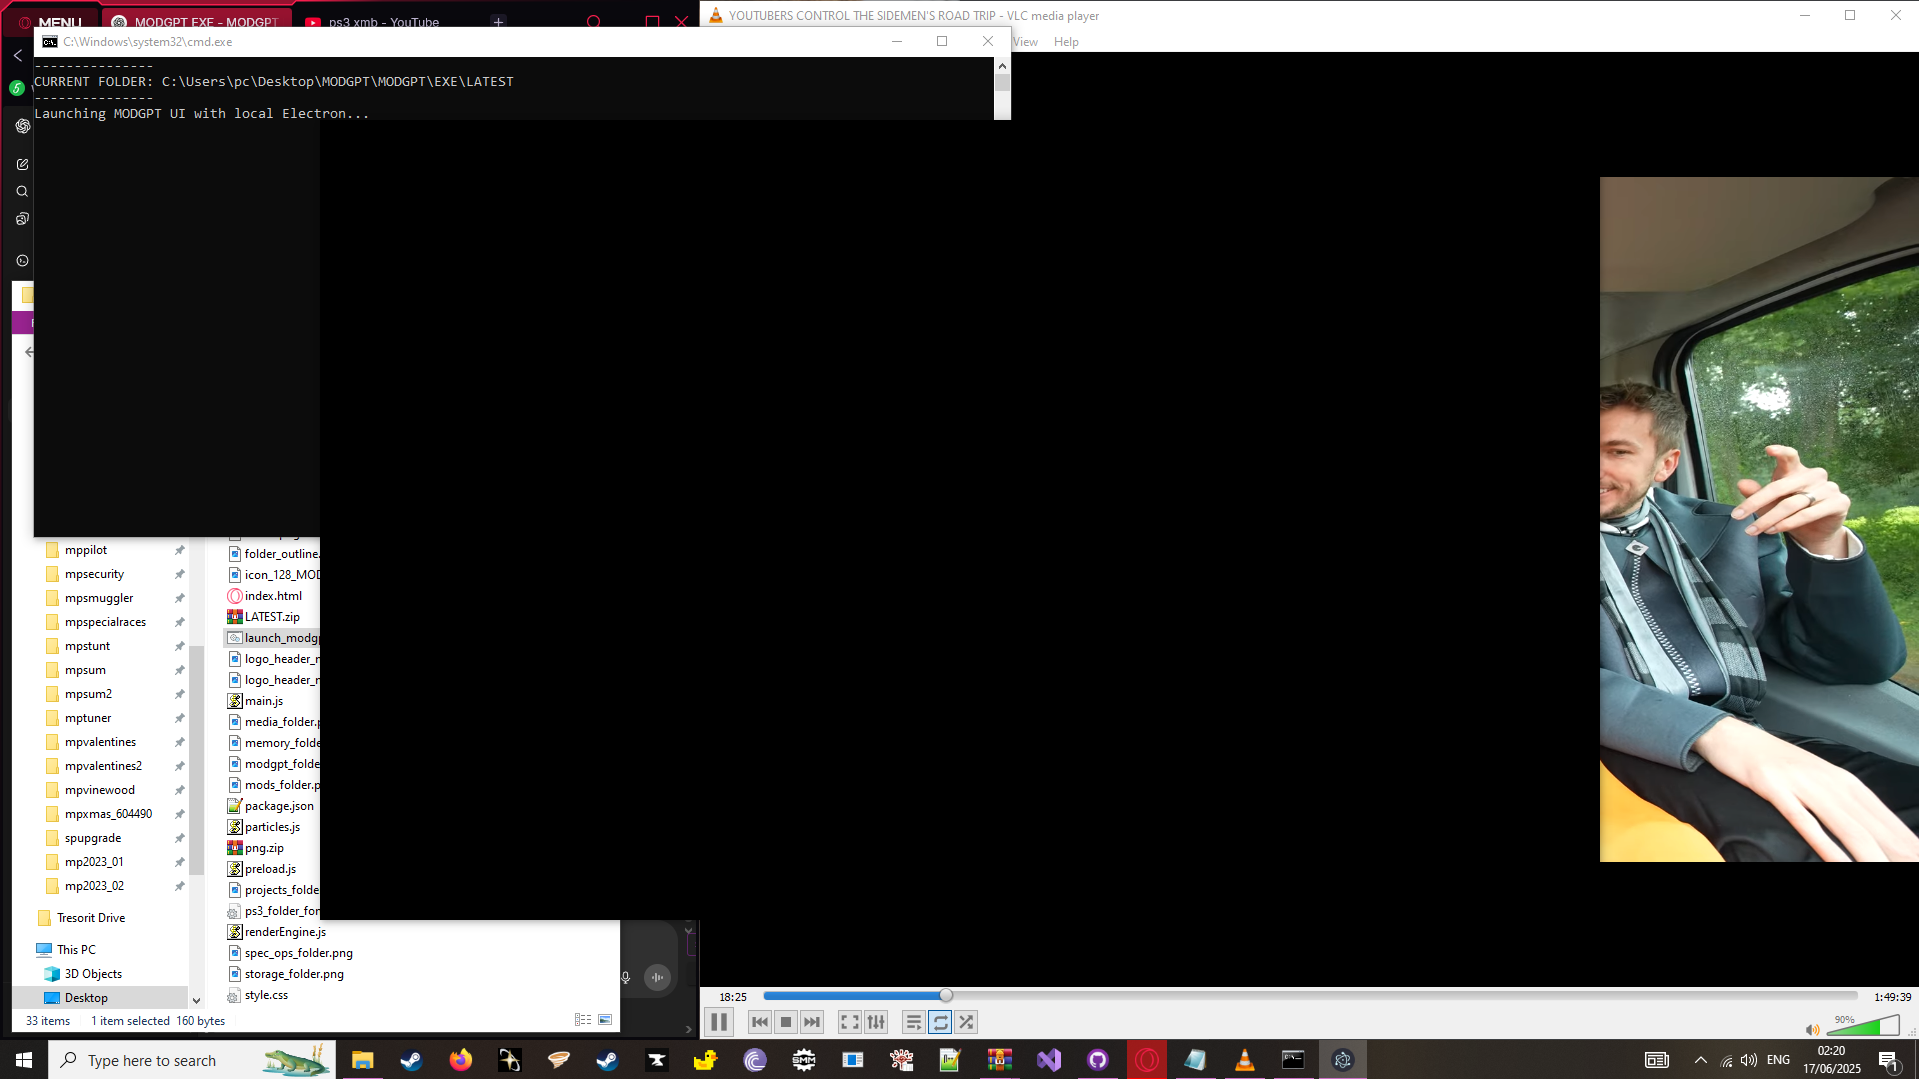 MENU
MODGPT EXE - MODGPT
ps3 xmb - YouTube
YOUTUBERS CONTROL THE SIDEMEN'S ROAD TRIP - VLC media player
View
Help
C:\Windows\system32\cmd.exe
---------------
CURRENT FOLDER: C:\Users\pc\Desktop\MODGPT\MODGPT\EXE\LATEST
---------------
Launching MODGPT UI with local Electron...
5
mppilot
mpsecurity
mpsmuggler
mpspecialraces
mpstunt
mpsum
mpsum2
mptuner
mpvalentines
mpvalentines2
mpvinewood
mpxmas_604490
spupgrade
mp2023_01
mp2023_02
Tresorit Drive
This PC
3D Objects
Desktop
folder_outline.
icon_128_MOD
index.html
LATEST.zip
launch_modgp
logo_header_n
logo_header_n
main.js
media_folder.p
memory_folde
modgpt_folde
mods_folder.p
package.json
particles.js
png.zip
preload.js
projects_folde
ps3_folder_for
renderEngine.js
spec_ops_folder.png
storage_folder.png
style.css
33 items
1 item selected 160 bytes
18:25
1:49:39
90%
Type here to search
SMM
ENG
02:20
17/06/2025
1